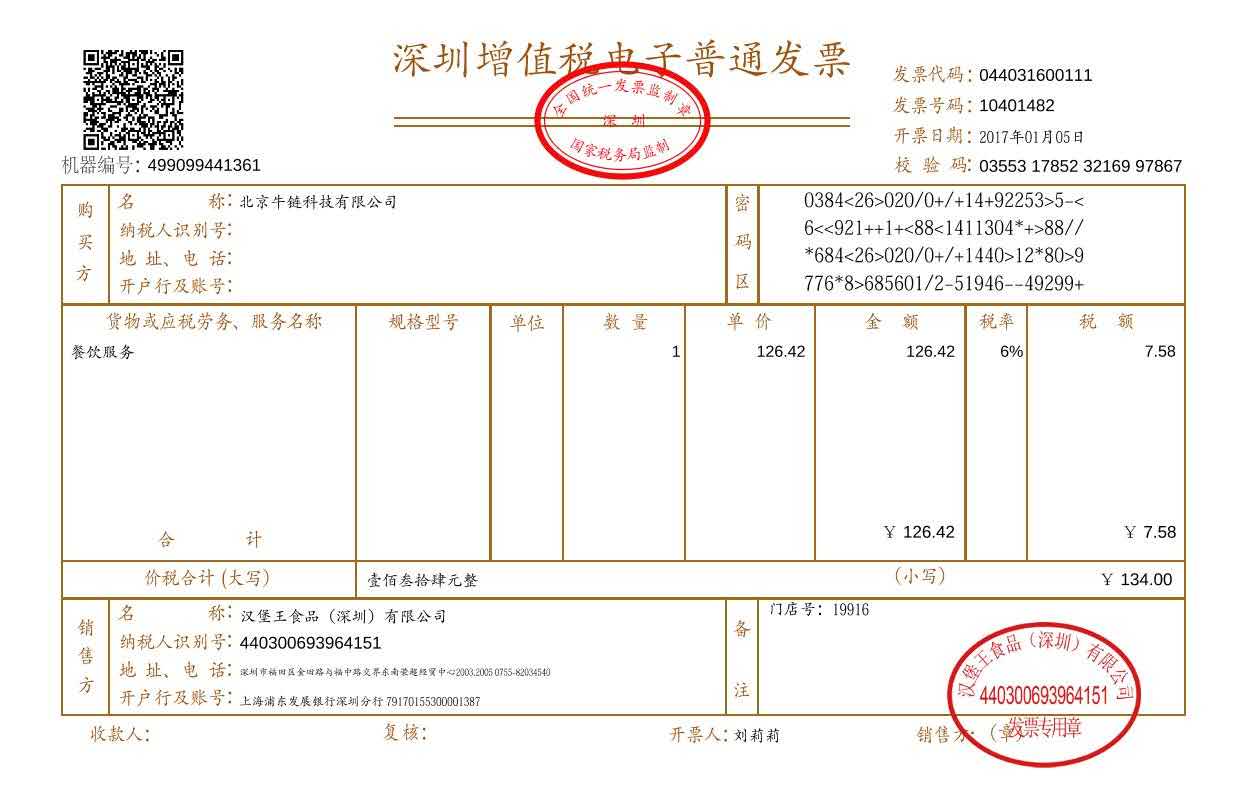 深圳增值税电子普通发票
全国统一发票监制章
深 圳
国家税务局监制
发票代码：044031600111
发票号码：10401482
开票日期：2017年01月05日
机器编号：499099441361
校 验 码：03553 17852 32169 97867
购买方
名 称：北京牛链科技有限公司
纳税人识别号：
地 址、电 话：
开户行及账号：
密码区
0384<26>020/0+/+14+92253>5-<
6<<921++1+<88<1411304*+>88//
*684<26>020/0+/+1440>12*80>9
776*8>685601/2-51946--49299+
货物或应税劳务、服务名称 规格型号 单位 数 量 单 价 金 额 税率 税 额
餐饮服务 1 126.42 126.42 6% 7.58
合 计 ￥ 126.42 ￥ 7.58
价税合计 (大写) 壹佰叁拾肆元整 （小写） ￥ 134.00
销售方
名 称：汉堡王食品（深圳）有限公司
纳税人识别号：440300693964151
地 址、电 话：深圳市福田区金田路与福中路交界东南荣超经贸中心2003,2005 0755-82034540
开户行及账号：上海浦东发展银行深圳分行 79170155300001387
备注
门店号：19916
收款人： 复核： 开票人：刘莉莉 销售方：（章）
汉堡王食品（深圳）有限公司
440300693964151
发票专用章